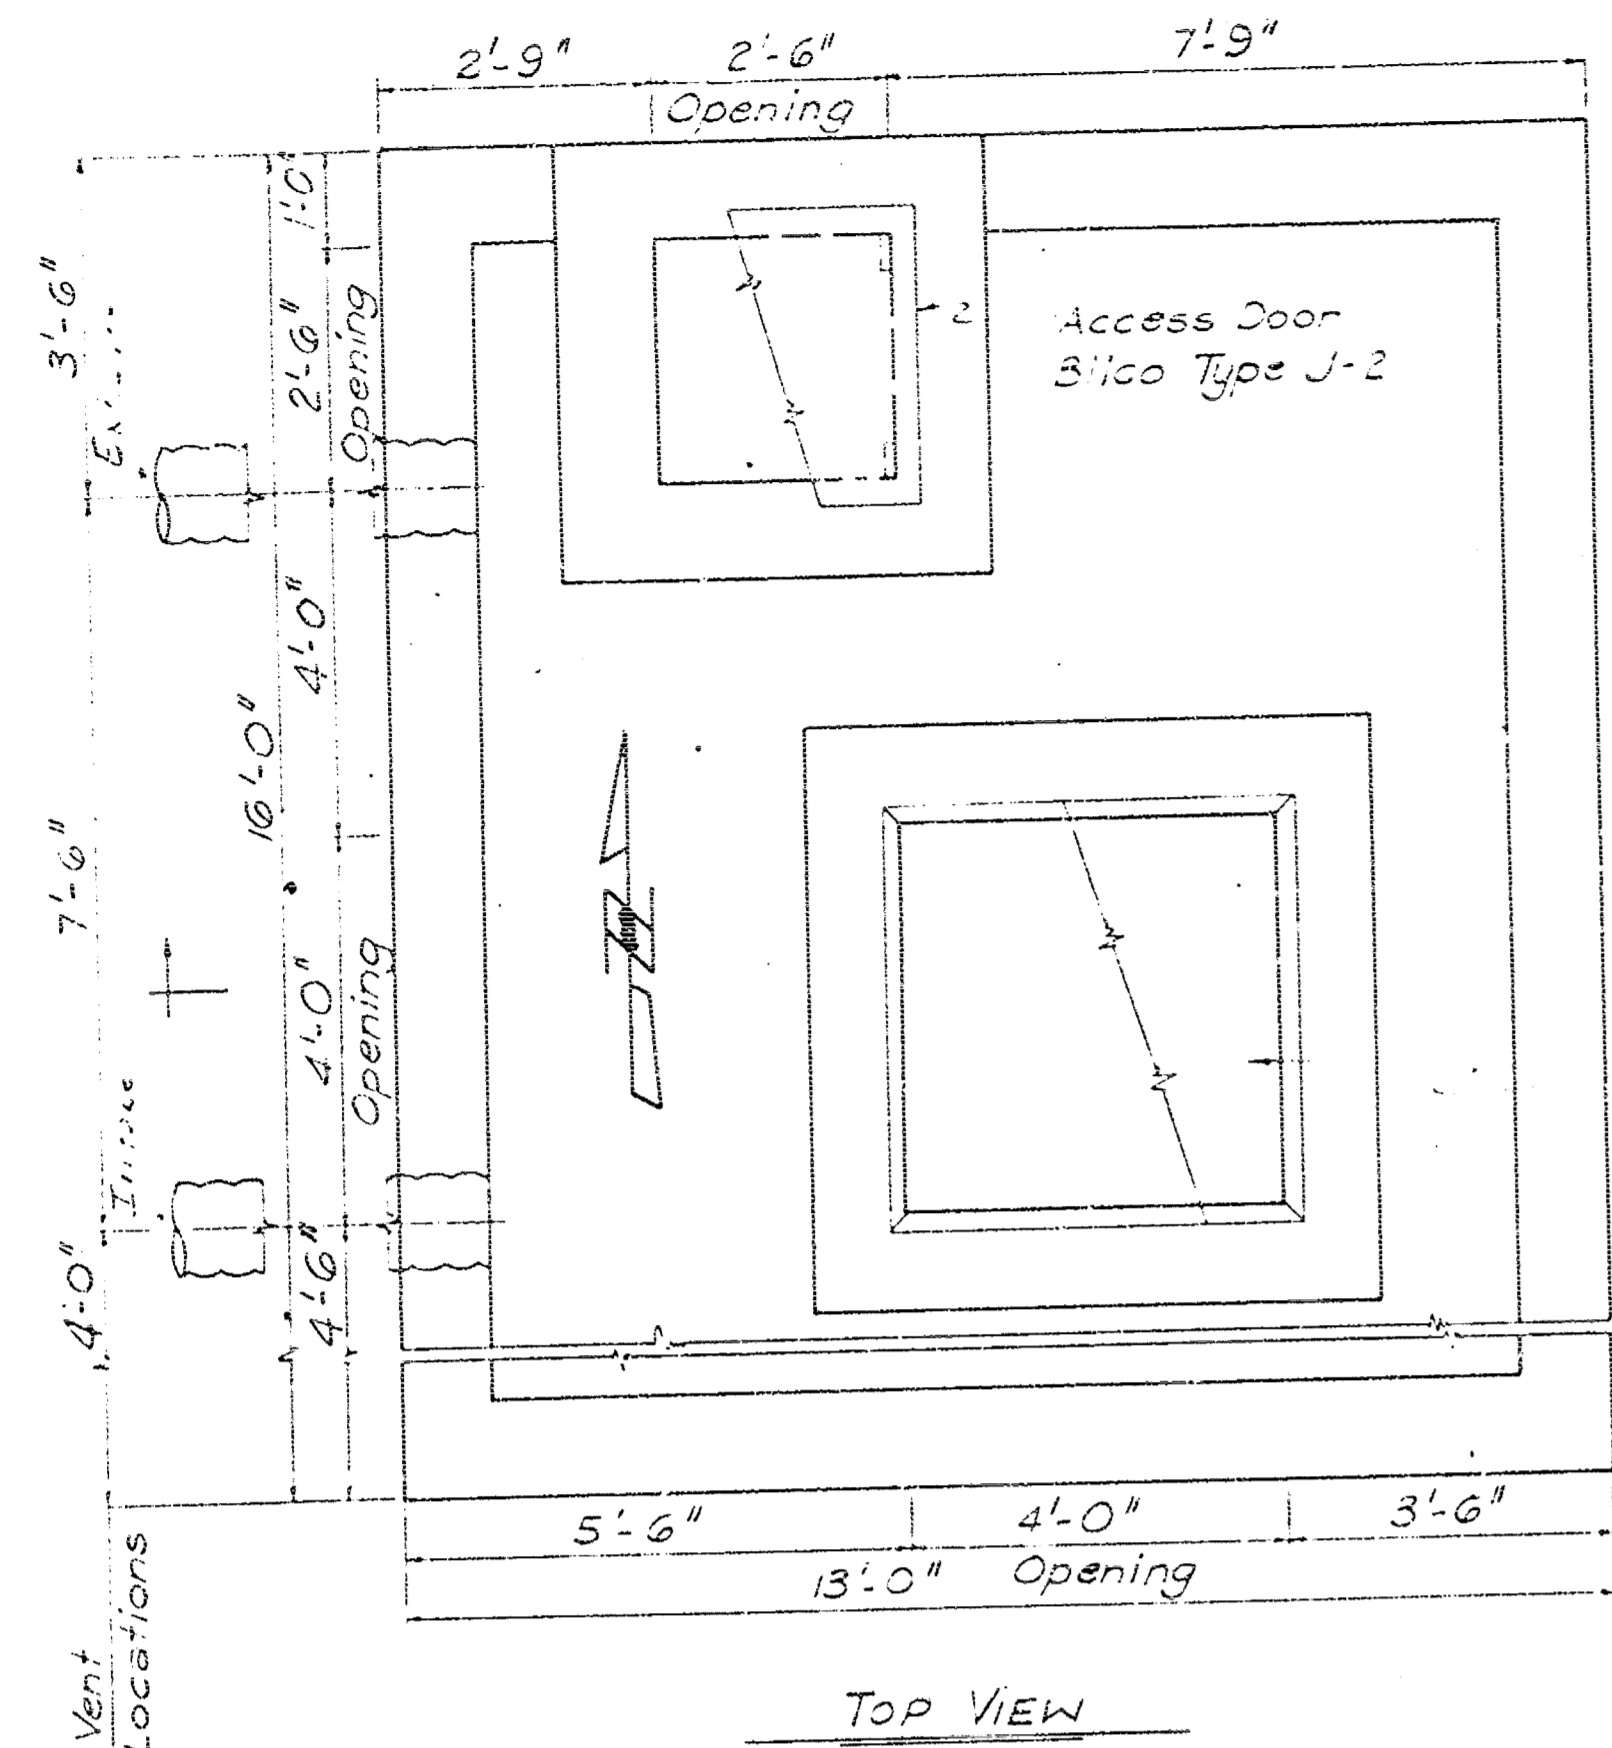 2'-9"
2'-6"
7'-9"
Opening
1'-0
3'-6"
2'-6"
Opening
2
Access Door
Bilco Type J-2
4'-0"
16'-0"
7'-6"
N
4'-0"
Opening
4'-0"
4'-6"
5'-6"
4'-0"
3'-6"
13'-0"
Opening
Vent
Locations
TOP VIEW